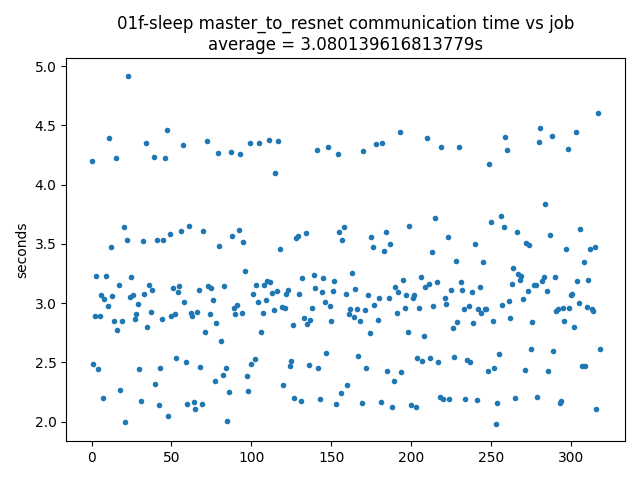 01f-sleep master_to_resnet communication time vs job
average = 3.080139616813779s
5.0
4.5
4.0
3.5
3.0
2.5
2.0
seconds
0 50 100 150 200 250 300